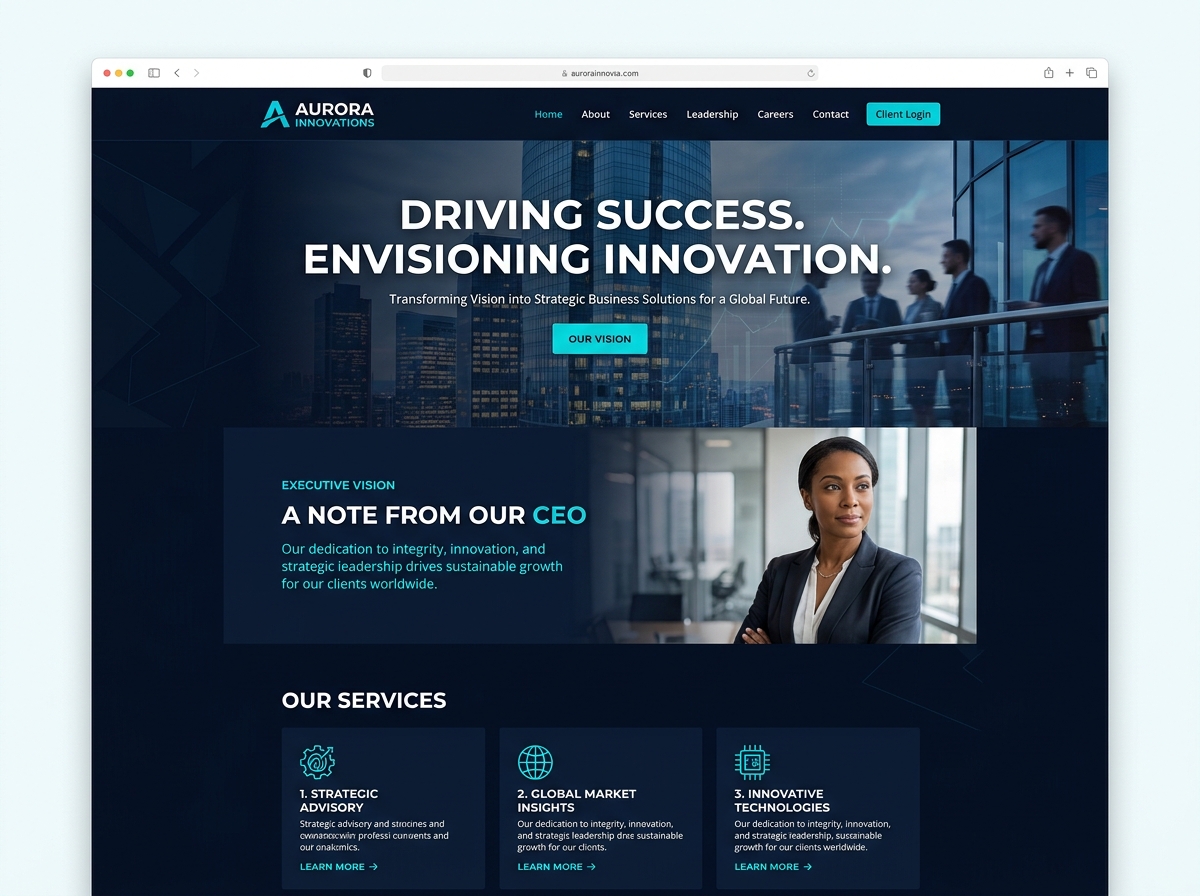 aurorainnovia.com
AURORA
INNOVATIONS
Home About Services Leadership Careers Contact Client Login
DRIVING SUCCESS.
ENVISIONING INNOVATION.
Transforming Vision into Strategic Business Solutions for a Global Future.
OUR VISION
EXECUTIVE VISION
A NOTE FROM OUR CEO
Our dedication to integrity, innovation, and
strategic leadership drives sustainable growth
for our clients worldwide.
OUR SERVICES
1. STRATEGIC
ADVISORY
Strategic advisory and and
professi and
our
LEARN MORE →
2. GLOBAL MARKET
INSIGHTS
Our dedication to integrity, innovation,
and strategis leadership sustainable
growth for our clients.
LEARN MORE →
3. INNOVATIVE
TECHNOLOGIES
Our dedication to integrity, innovation,
and strategic leadership, sustainable
growth for our clients werldwide.
LEARN MORE →